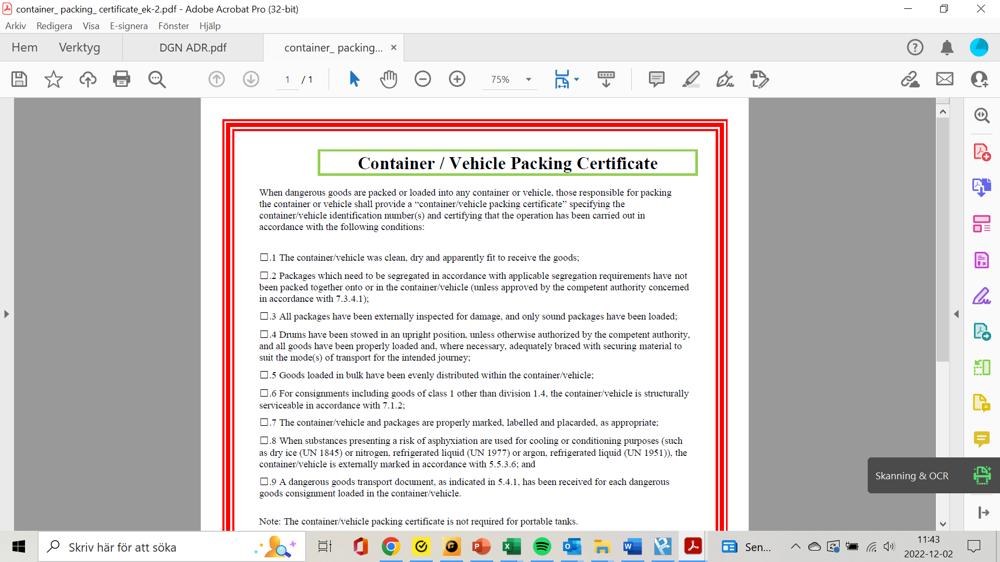 container_ packing_ certificate_ek-2.pdf - Adobe Acrobat Pro (32-bit)
Arkiv Redigera Visa E-signera Fönster Hjälp
Hem Verktyg DGN ADR.pdf container_ packing... ×
1 / 1 75%
Container / Vehicle Packing Certificate
When dangerous goods are packed or loaded into any container or vehicle, those responsible for packing
the container or vehicle shall provide a “container/vehicle packing certificate” specifying the
container/vehicle identification number(s) and certifying that the operation has been carried out in
accordance with the following conditions:
☐.1 The container/vehicle was clean, dry and apparently fit to receive the goods;
☐.2 Packages which need to be segregated in accordance with applicable segregation requirements have not
been packed together onto or in the container/vehicle (unless approved by the competent authority concerned
in accordance with 7.3.4.1);
☐.3 All packages have been externally inspected for damage, and only sound packages have been loaded;
☐.4 Drums have been stowed in an upright position, unless otherwise authorized by the competent authority,
and all goods have been properly loaded and, where necessary, adequately braced with securing material to
suit the mode(s) of transport for the intended journey;
☐.5 Goods loaded in bulk have been evenly distributed within the container/vehicle;
☐.6 For consignments including goods of class 1 other than division 1.4, the container/vehicle is structurally
serviceable in accordance with 7.1.2;
☐.7 The container/vehicle and packages are properly marked, labelled and placarded, as appropriate;
☐.8 When substances presenting a risk of asphyxiation are used for cooling or conditioning purposes (such
as dry ice (UN 1845) or nitrogen, refrigerated liquid (UN 1977) or argon, refrigerated liquid (UN 1951)), the
container/vehicle is externally marked in accordance with 5.5.3.6; and
☐.9 A dangerous goods transport document, as indicated in 5.4.1, has been received for each dangerous
goods consignment loaded in the container/vehicle.
Note: The container/vehicle packing certificate is not required for portable tanks.
Skanning & OCR
Skriv här för att söka
Sen...
11:43
2022-12-02